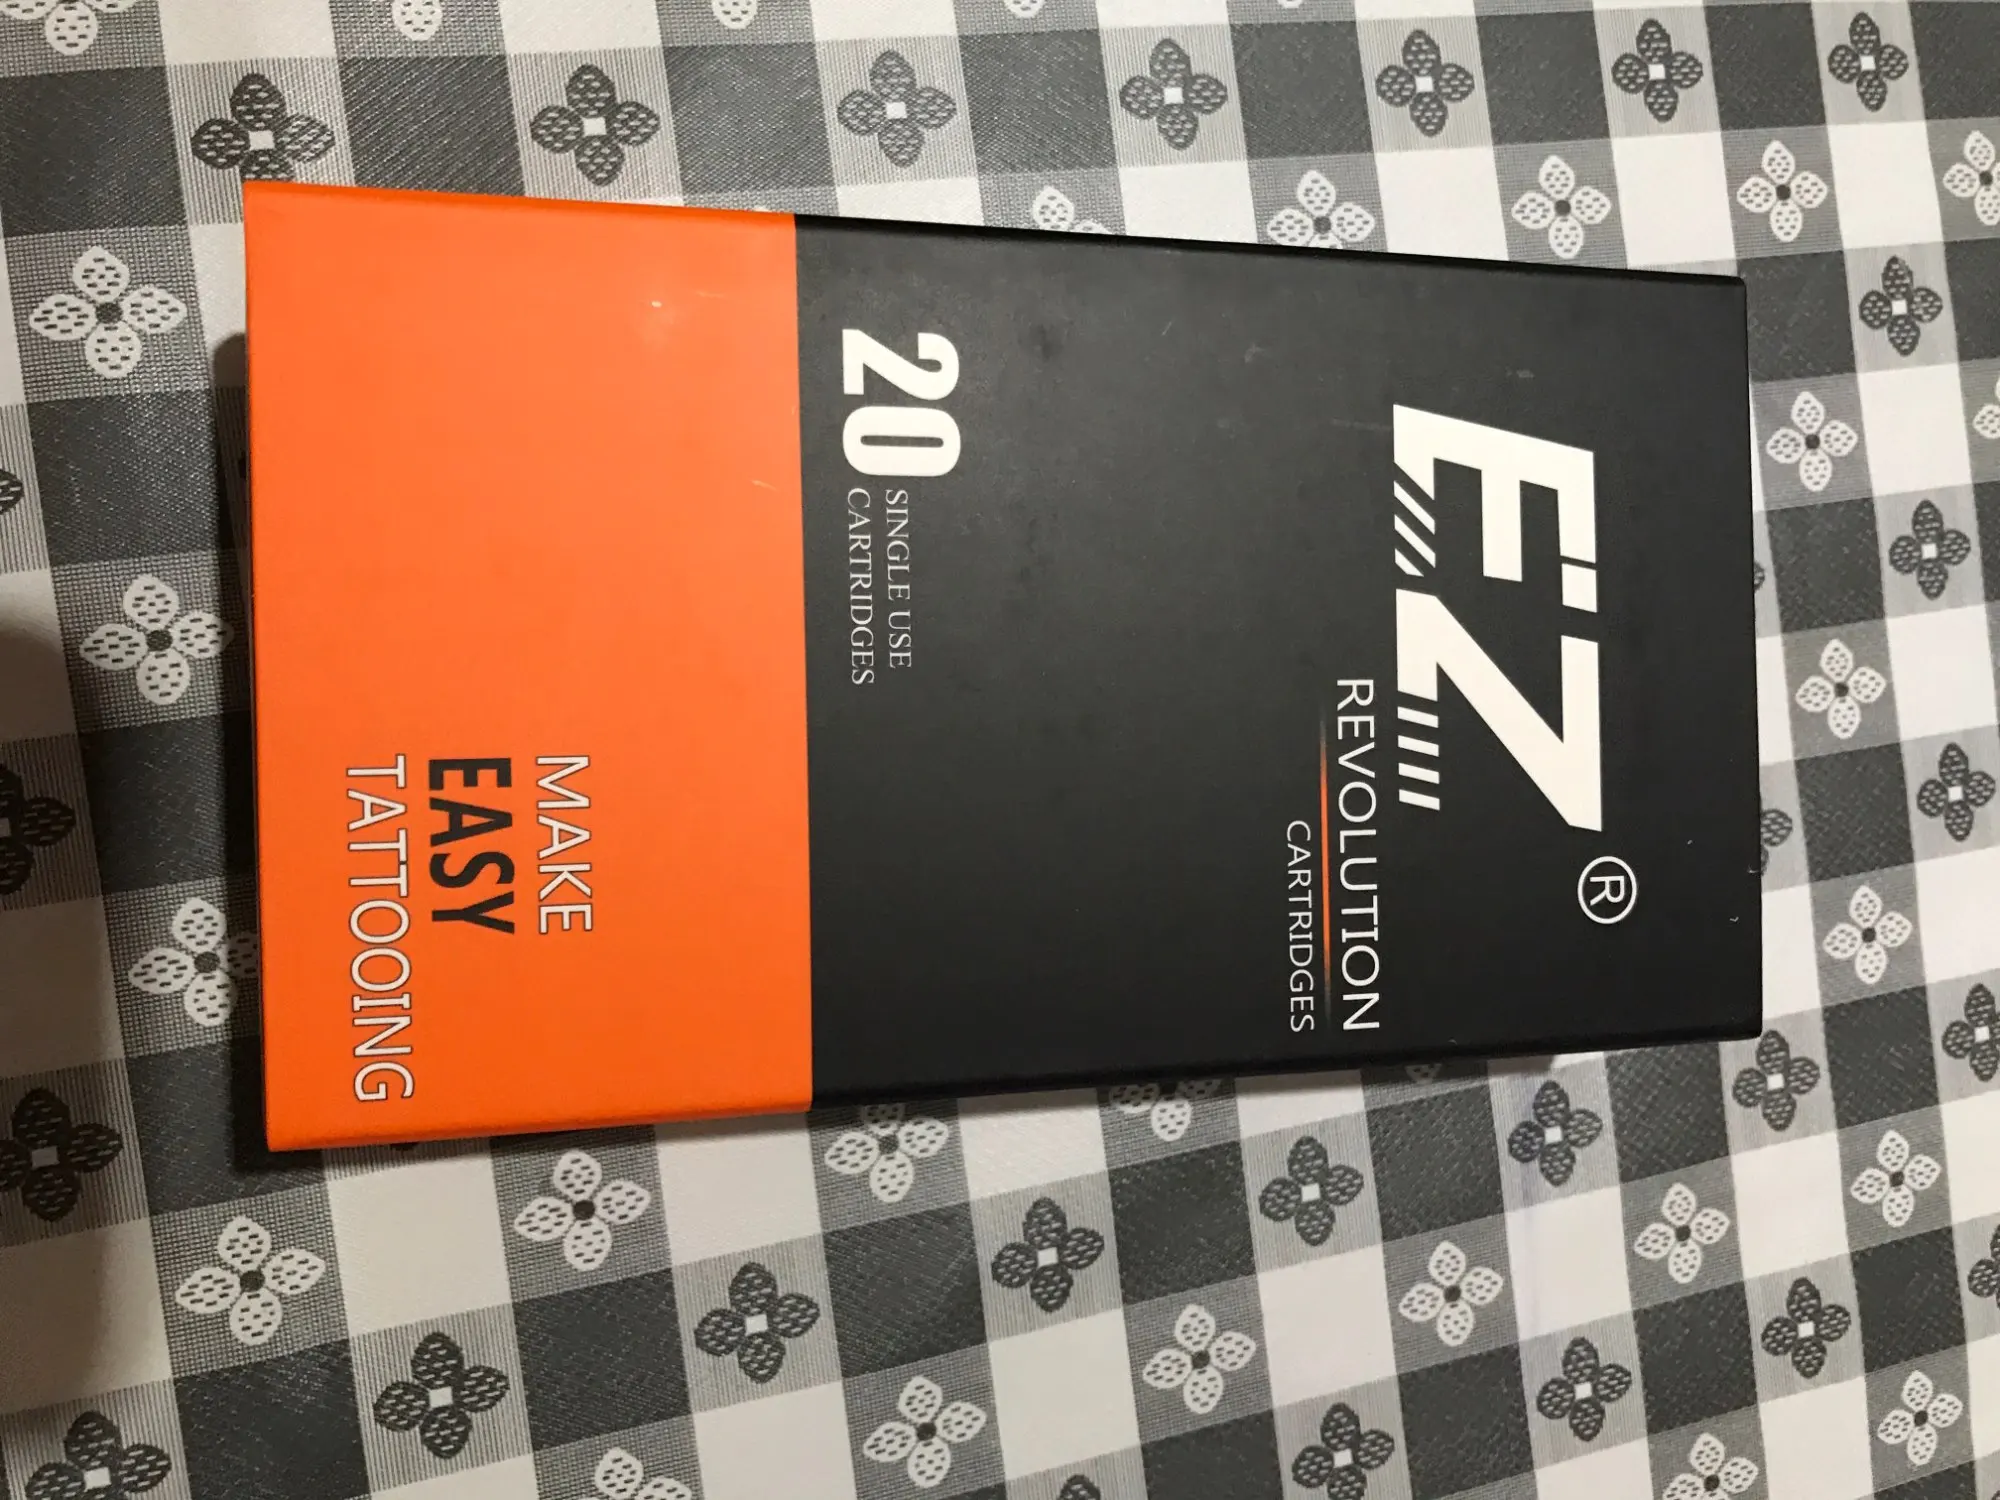 EZ®
REVOLUTION
CARTRIDGES
20 SINGLE USE
CARTRIDGES
MAKE
EASY
TATTOOING